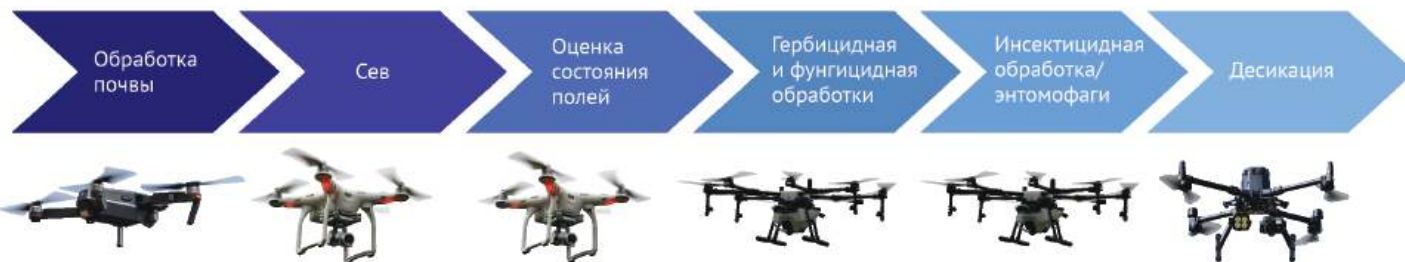 Обработка
почвы
Сев
Оценка
состояния
полей
Гербицидная
и фунгицидная
обработки
Инсектицидная
обработка/
энтомофаги
Десикация